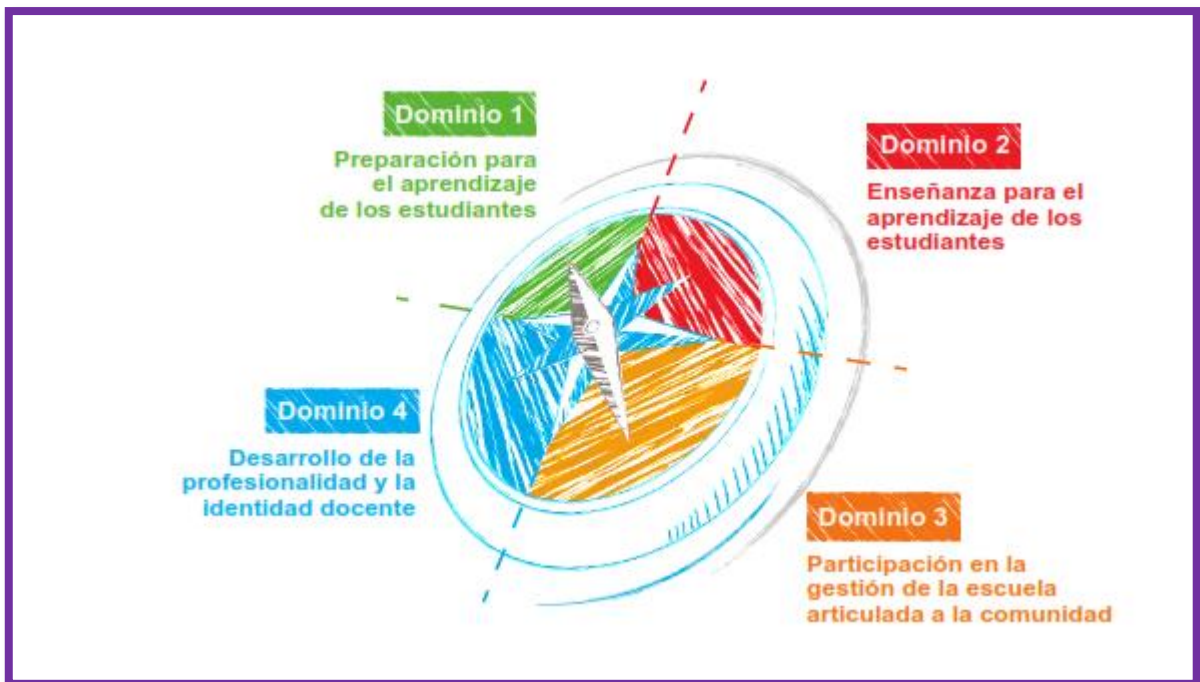 Dominio 1
Preparación para
el aprendizaje
de los estudiantes
Dominio 2
Enseñanza para el
aprendizaje de los
estudiantes
Dominio 4
Desarrollo de la
profesionalidad y la
identidad docente
Dominio 3
Participación en la
gestión de la escuela
articulada a la comunidad